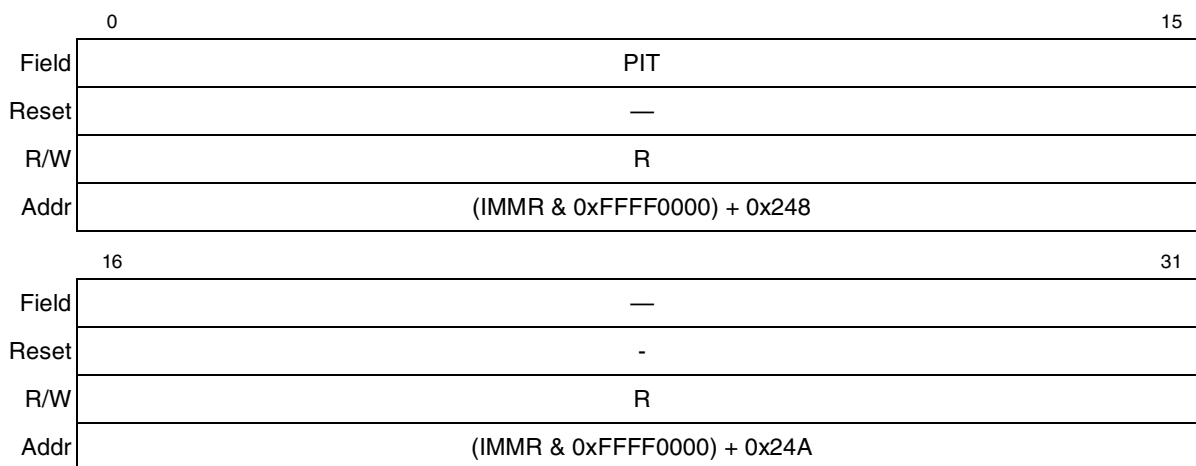 0 15
Field PIT
Reset —
R/W R
Addr (IMMR & 0xFFFF0000) + 0x248
16 31
Field —
Reset -
R/W R
Addr (IMMR & 0xFFFF0000) + 0x24A